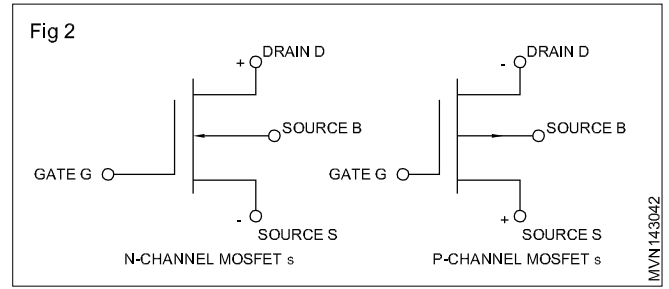 Fig 2
+ DRAIN D
SOURCE B
GATE G
-
SOURCE S
N-CHANNEL MOSFET s
- DRAIN D
SOURCE B
GATE G
+
SOURCE S
P-CHANNEL MOSFET s
MVN143042